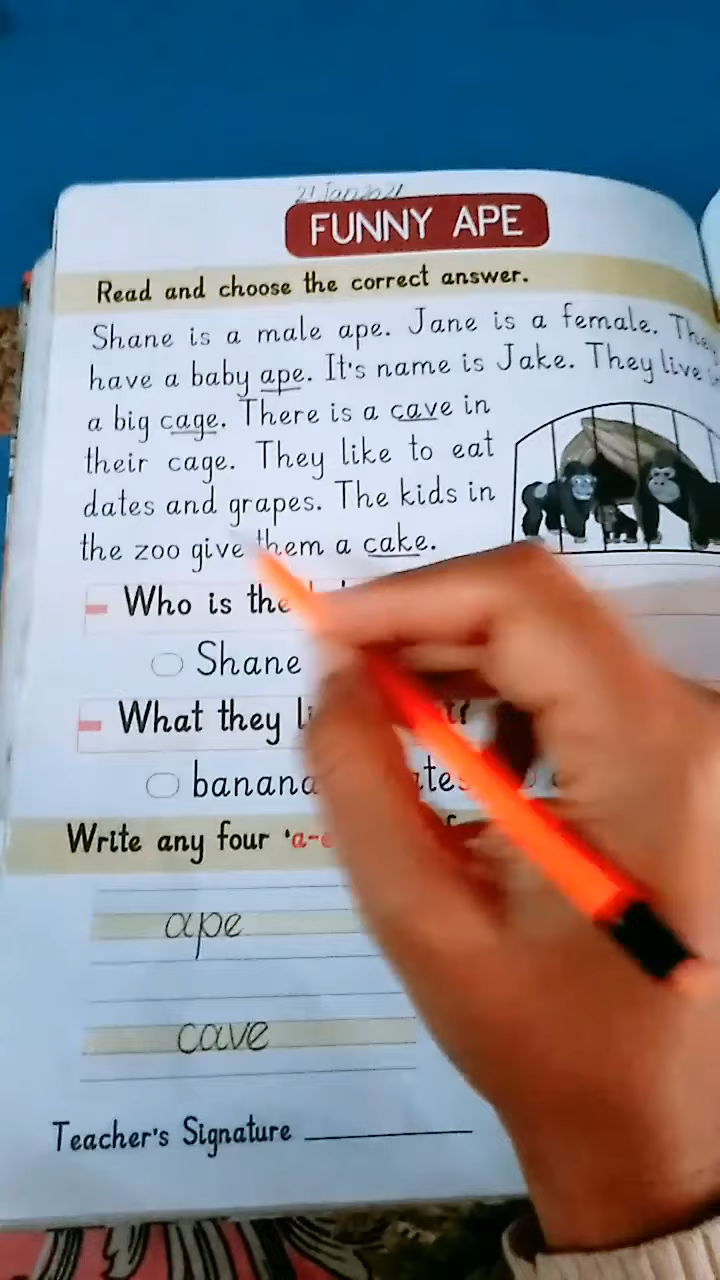 21 Jan 2021
FUNNY APE
Read and choose the correct answer.
Shane is a male ape. Jane is a female. They
have a baby ape. It's name is Jake. They live in
a big cage. There is a cave in
their cage. They like to eat
dates and grapes. The kids in
the zoo give them a cake.
Who is the
Shane
What they
Write any four
ape
cave
Teacher's Signature